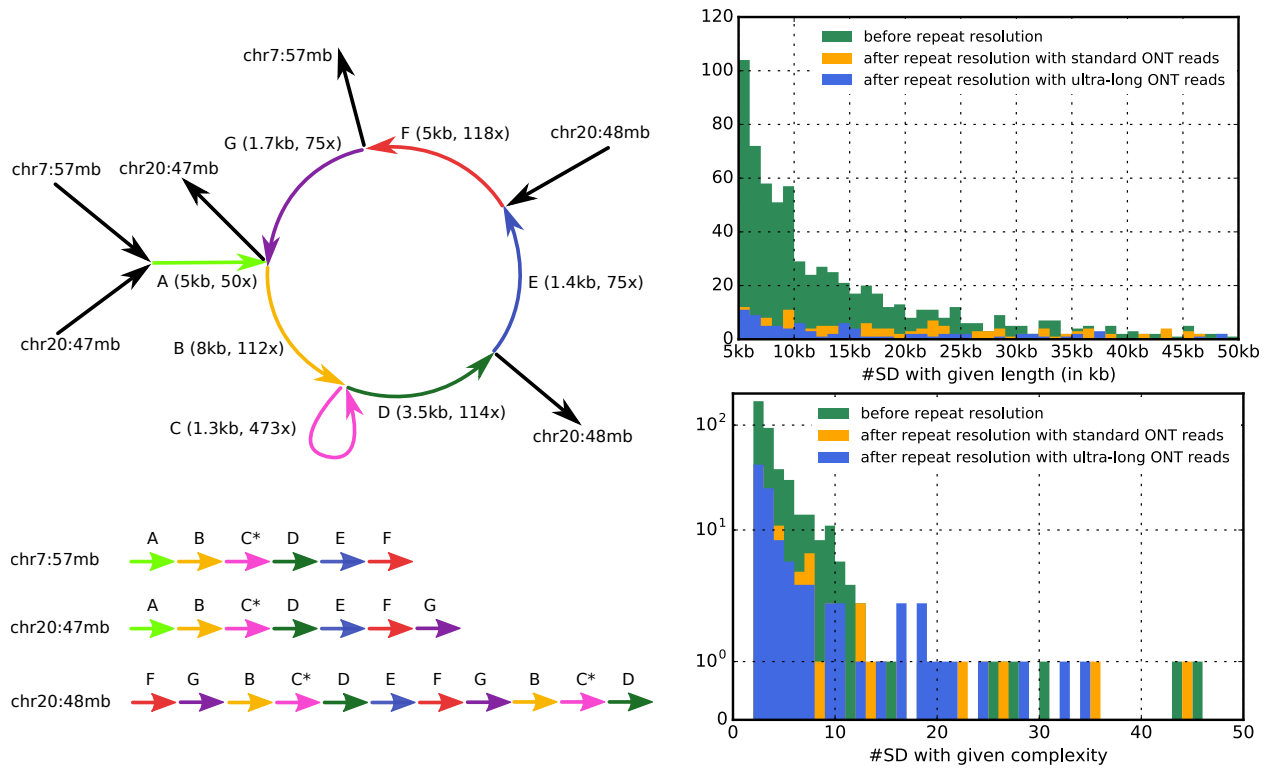 chr7:57mb
F (5kb, 118x)
chr20:48mb
G (1.7kb, 75x)
chr7:57mb
chr20:47mb
A (5kb, 50x)
E (1.4kb, 75x)
chr20:47mb
B (8kb, 112x)
D (3.5kb, 114x)
C (1.3kb, 473x)
chr20:48mb
A B C* D E F
chr7:57mb
A B C* D E F G
chr20:47mb
F G B C* D E F G B C* D
chr20:48mb
120
100
80
60
40
20
0
before repeat resolution
after repeat resolution with standard ONT reads
after repeat resolution with ultra-long ONT reads
5kb 10kb 15kb 20kb 25kb 30kb 35kb 40kb 45kb 50kb
#SD with given length (in kb)
10^2
10^1
10^0
0
before repeat resolution
after repeat resolution with standard ONT reads
after repeat resolution with ultra-long ONT reads
0 10 20 30 40 50
#SD with given complexity